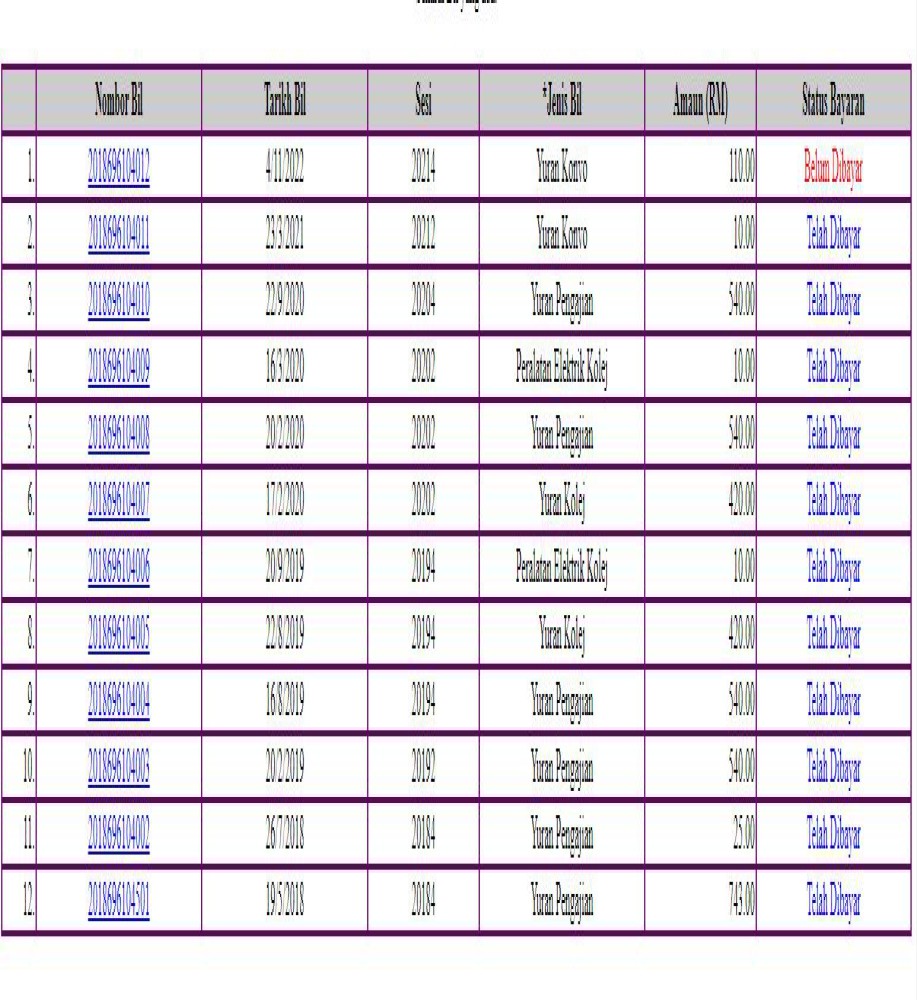 Nombor Bil Tarikh Bil Sesi *Jenis Bil Amaun (RM) Status Bayaran
1. 2018696104012 4/11/2022 20214 Yuran Konvo 110.00 Belum Dibayar
2. 2018696104011 23/3/2021 20212 Yuran Konvo 10.00 Telah Dibayar
3. 2018696104010 22/9/2020 20204 Yuran Pengajian 540.00 Telah Dibayar
4. 2018696104009 16/3/2020 20202 Peralatan Elektrik Kolej 10.00 Telah Dibayar
5. 2018696104008 20/2/2020 20202 Yuran Pengajian 540.00 Telah Dibayar
6. 2018696104007 17/2/2020 20202 Yuran Kolej 420.00 Telah Dibayar
7. 2018696104006 20/9/2019 20194 Peralatan Elektrik Kolej 10.00 Telah Dibayar
8. 2018696104005 22/8/2019 20194 Yuran Kolej 420.00 Telah Dibayar
9. 2018696104004 16/8/2019 20194 Yuran Pengajian 540.00 Telah Dibayar
10. 2018696104003 20/2/2019 20192 Yuran Pengajian 540.00 Telah Dibayar
11. 2018696104002 26/7/2018 20184 Yuran Pengajian 25.00 Telah Dibayar
12. 2018696104501 19/5/2018 20184 Yuran Pengajian 743.00 Telah Dibayar